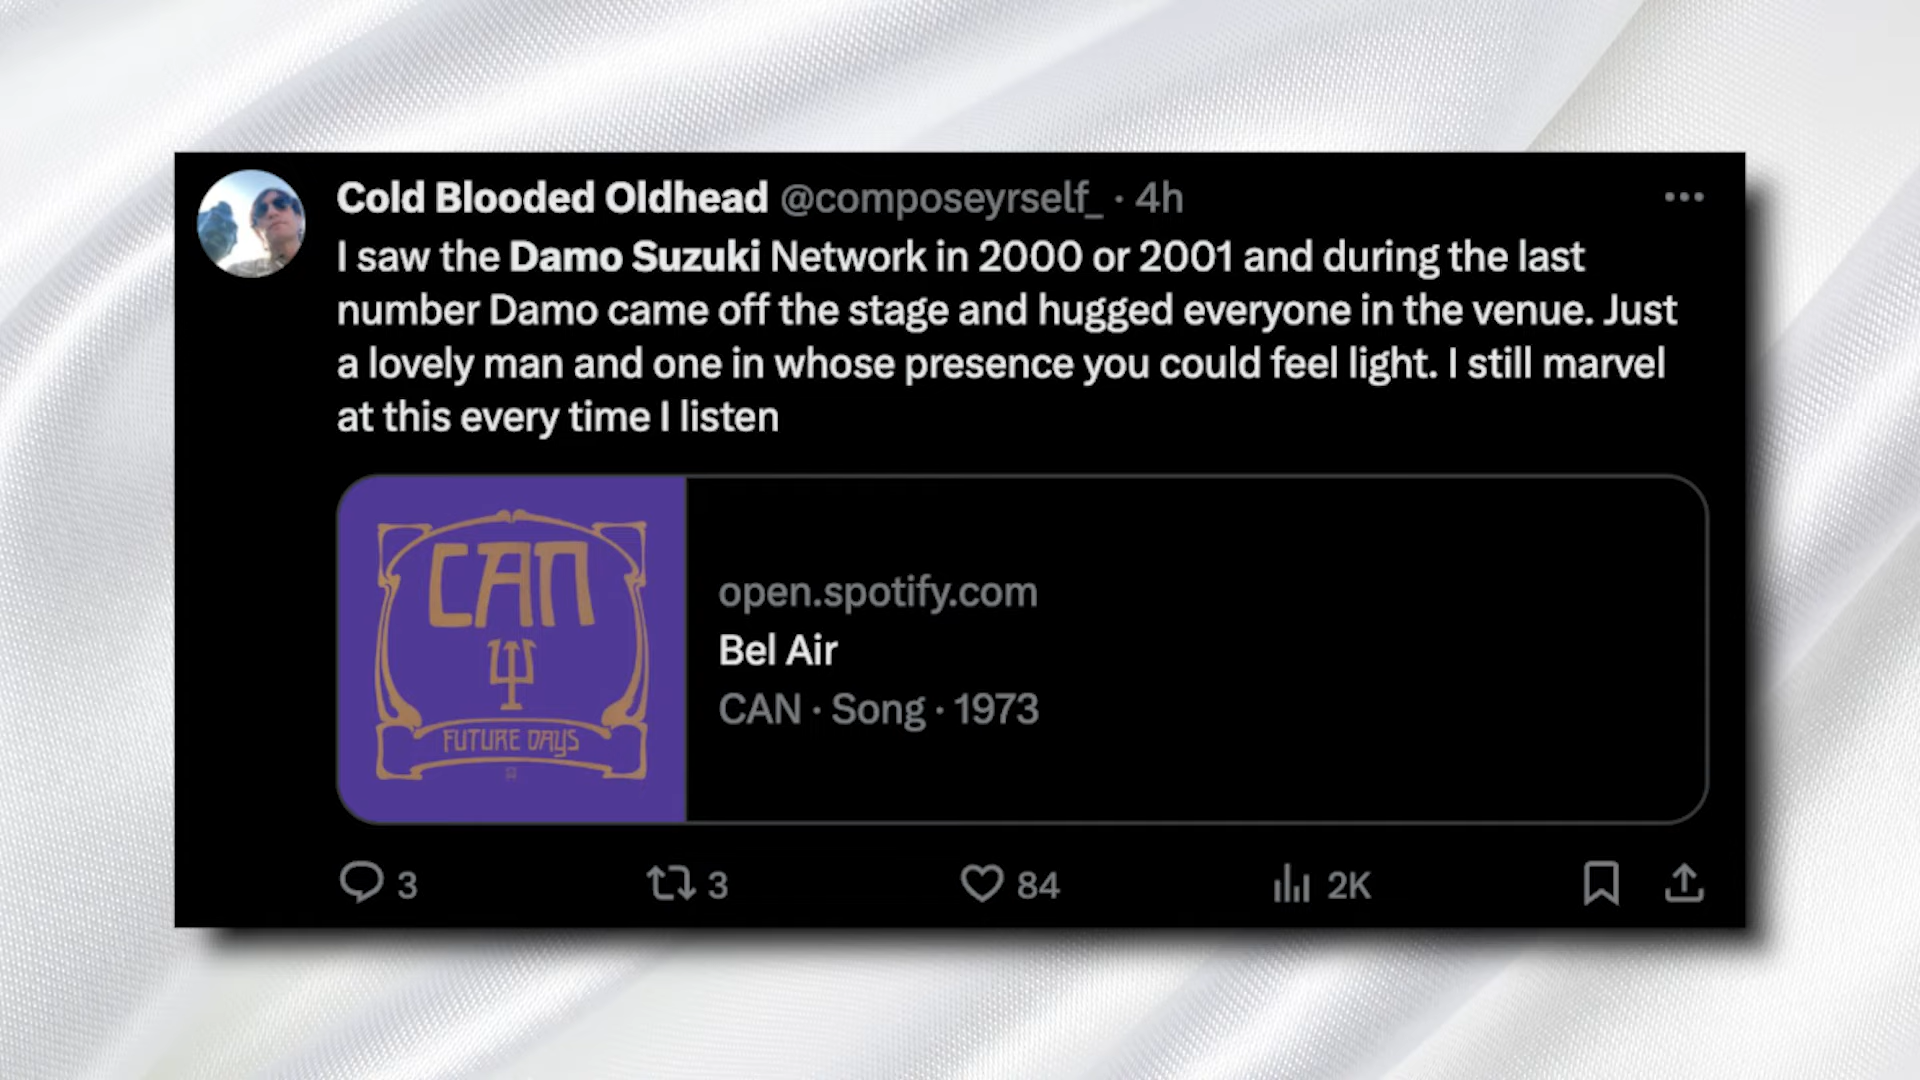 Cold Blooded Oldhead @composeyrself_ · 4h
I saw the Damo Suzuki Network in 2000 or 2001 and during the last
number Damo came off the stage and hugged everyone in the venue. Just
a lovely man and one in whose presence you could feel light. I still marvel
at this every time I listen
CAN
FUTURE DAYS
open.spotify.com
Bel Air
CAN · Song · 1973
3 3 84 2K